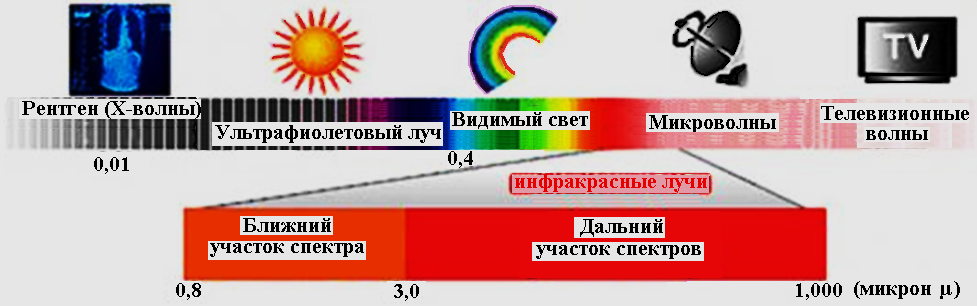 TV
Рентген (Х-волны)
Ультрафиолетовый луч
Видимый свет
Микроволны
Телевизионные
волны
0,01
0,4
инфракрасные лучи
Ближний
участок спектра
Дальний
участок спектров
0,8
3,0
1,000 (микрон μ)